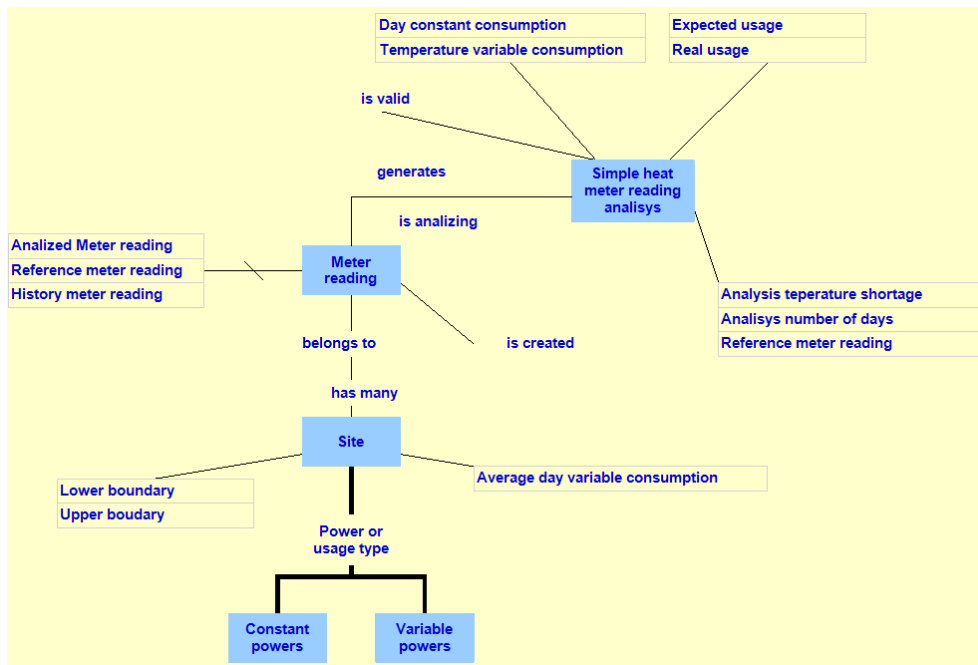 Day constant consumption
Temperature variable consumption
Expected usage
Real usage
is valid
generates
Simple heat
meter reading
analisys
is analizing
Analized Meter reading
Reference meter reading
History meter reading
Meter
reading
Analysis teperature shortage
Analisys number of days
Reference meter reading
belongs to
is created
has many
Site
Lower boundary
Upper boudary
Average day variable consumption
Power or
usage type
Constant
powers
Variable
powers